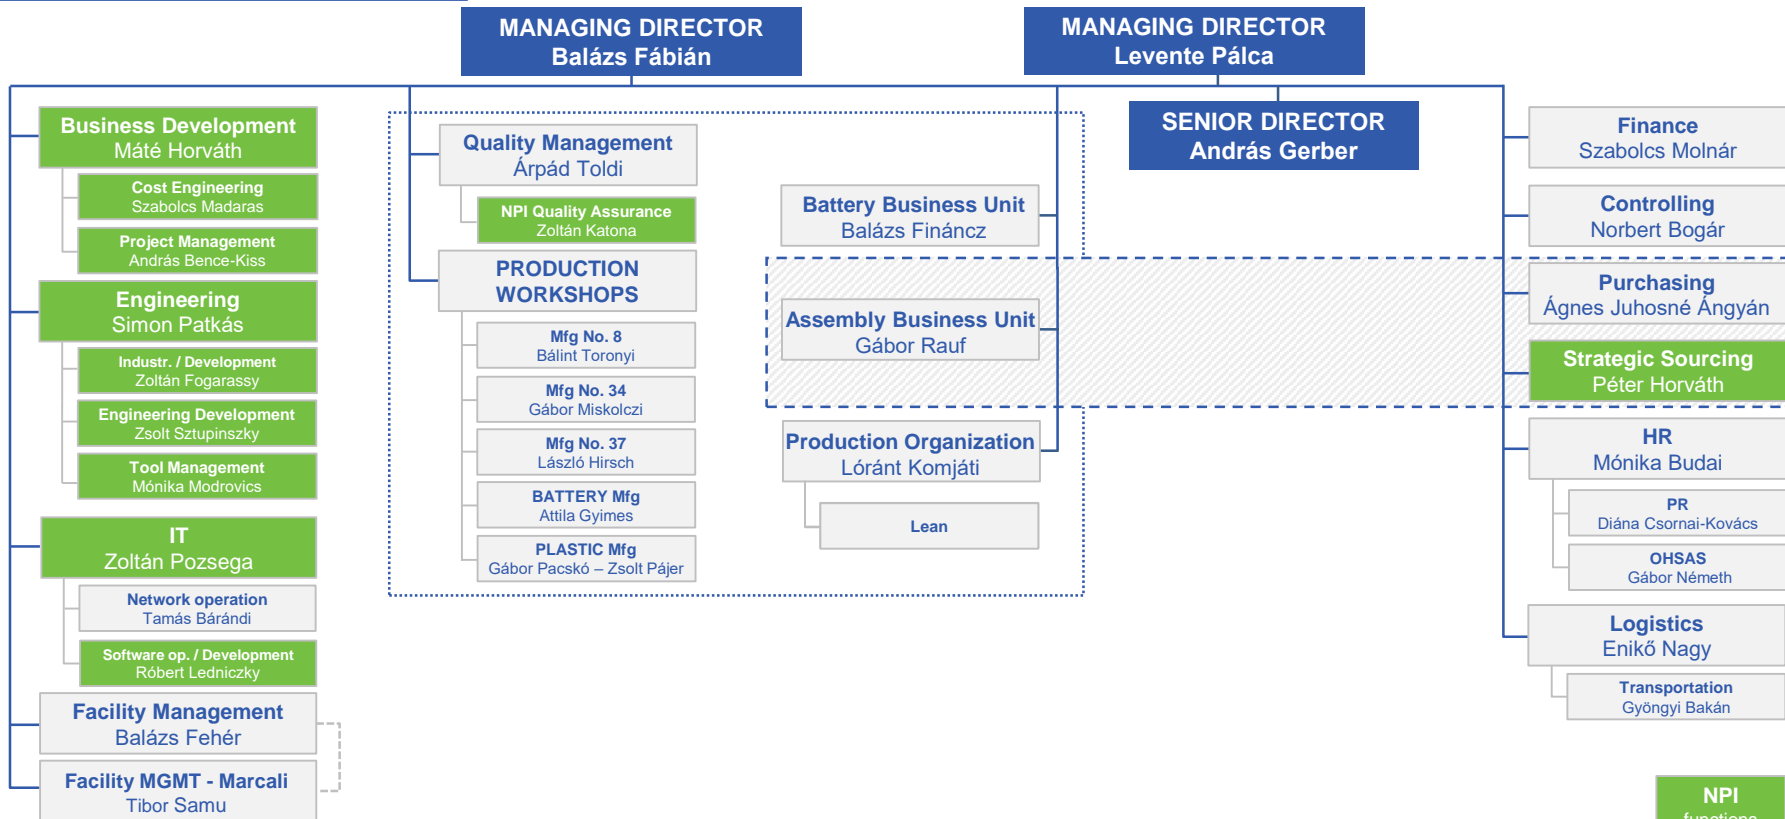 MANAGING DIRECTOR
Balázs Fábián
MANAGING DIRECTOR
Levente Pálca
SENIOR DIRECTOR
András Gerber
Business Development
Máté Horváth
Cost Engineering
Szabolcs Madaras
Project Management
András Bence-Kiss
Engineering
Simon Patkás
Industr. / Development
Zoltán Fogarassy
Engineering Development
Zsolt Sztupinszky
Tool Management
Mónika Modrovics
IT
Zoltán Pozsega
Network operation
Tamás Bárándi
Software op. / Development
Róbert Ledniczky
Facility Management
Balázs Fehér
Facility MGMT - Marcali
Tibor Samu
Quality Management
Árpád Toldi
NPI Quality Assurance
Zoltán Katona
PRODUCTION
WORKSHOPS
Mfg No. 8
Bálint Toronyi
Mfg No. 34
Gábor Miskolczi
Mfg No. 37
László Hirsch
BATTERY Mfg
Attila Gyimes
PLASTIC Mfg
Gábor Pacskó – Zsolt Pájer
Battery Business Unit
Balázs Fináncz
Assembly Business Unit
Gábor Rauf
Production Organization
Lóránt Komjáti
Lean
Finance
Szabolcs Molnár
Controlling
Norbert Bogár
Purchasing
Ágnes Juhosné Ángyán
Strategic Sourcing
Péter Horváth
HR
Mónika Budai
PR
Diána Csornai-Kovács
OHSAS
Gábor Németh
Logistics
Enikő Nagy
Transportation
Gyöngyi Bakán
NPI
functions